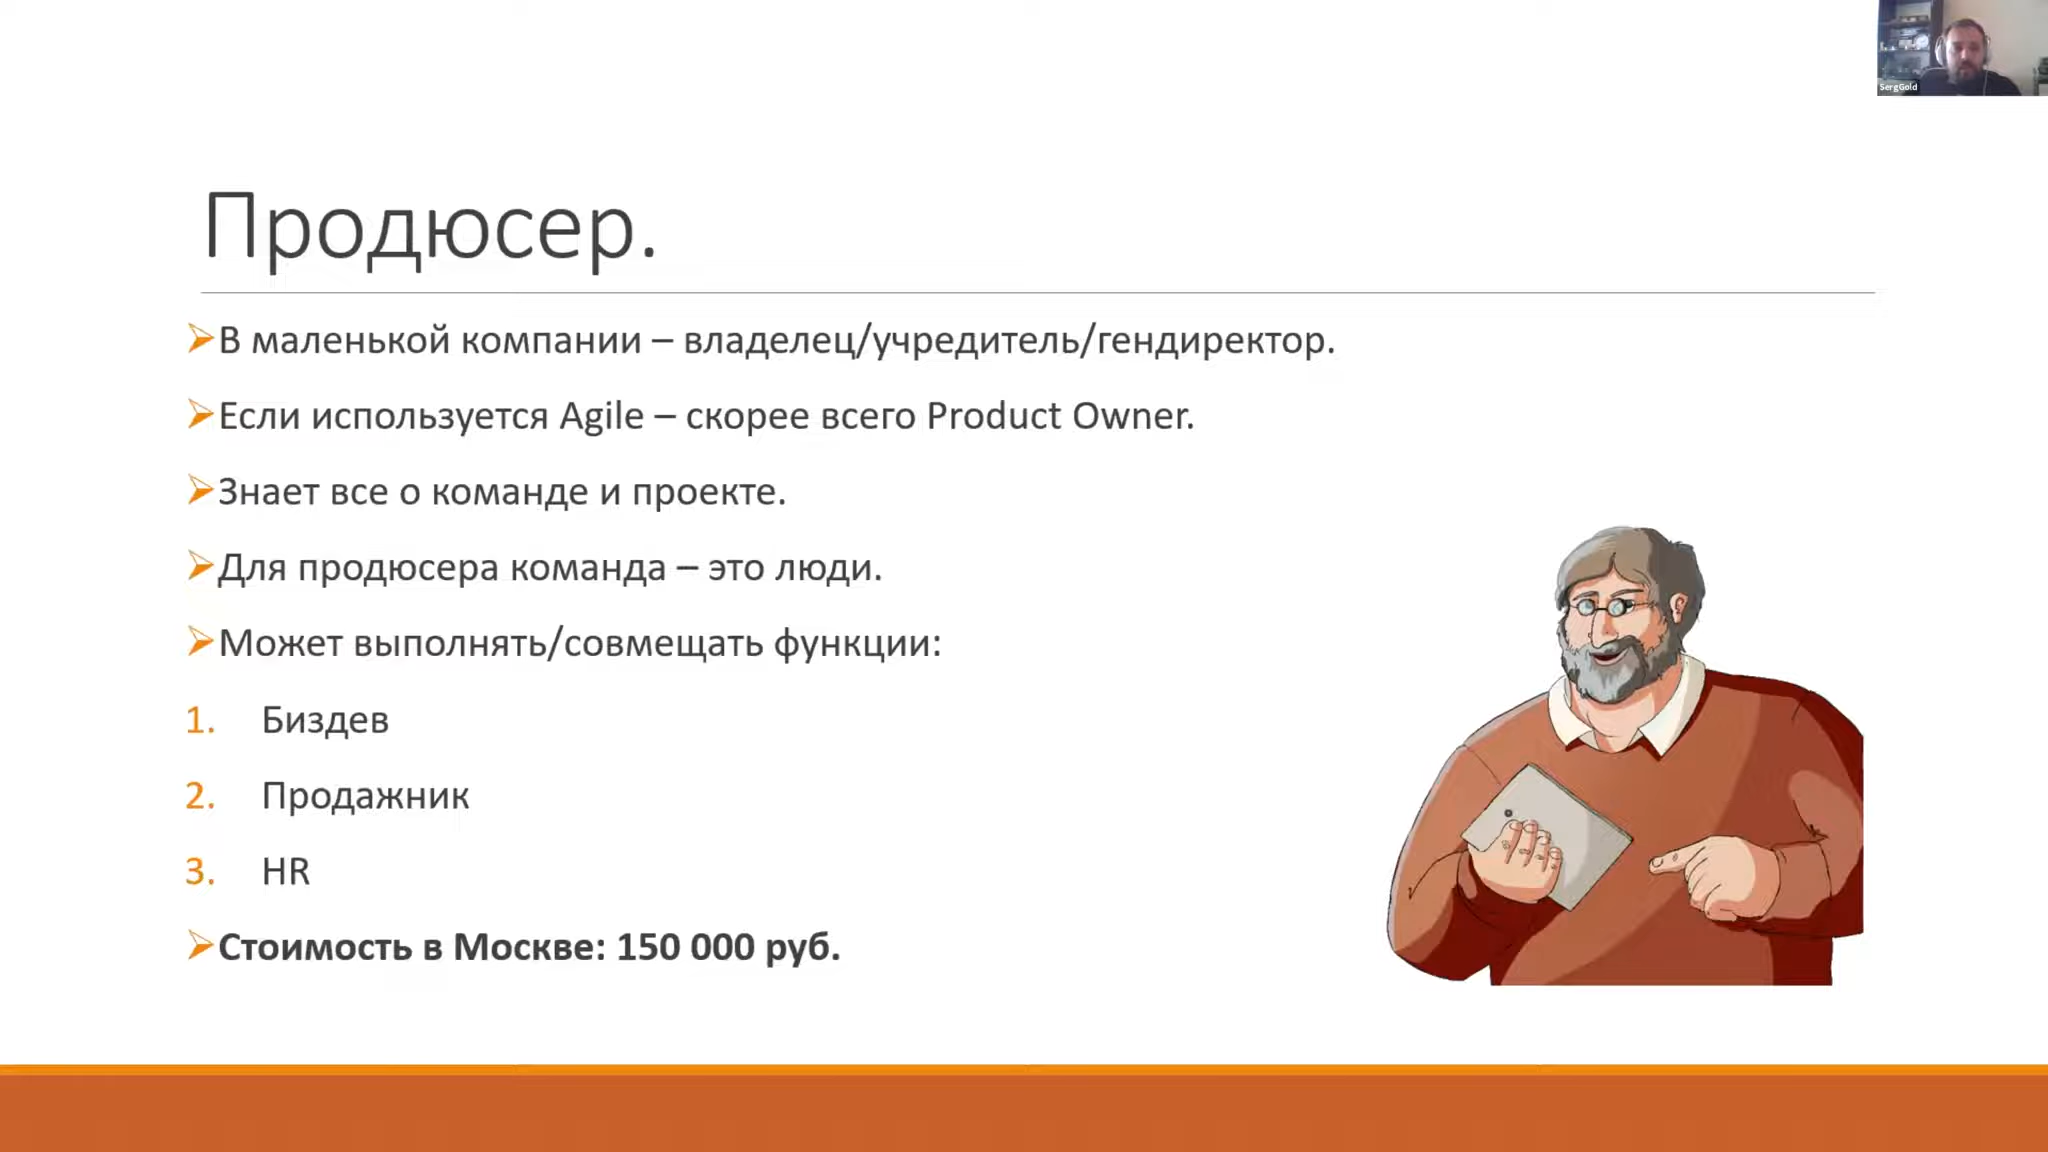 SergGold
Продюсер.
В маленькой компании – владелец/учредитель/гендиректор.
Если используется Agile – скорее всего Product Owner.
Знает все о команде и проекте.
Для продюсера команда – это люди.
Может выполнять/совмещать функции:
1. Биздев
2. Продажник
3. HR
Стоимость в Москве: 150 000 руб.